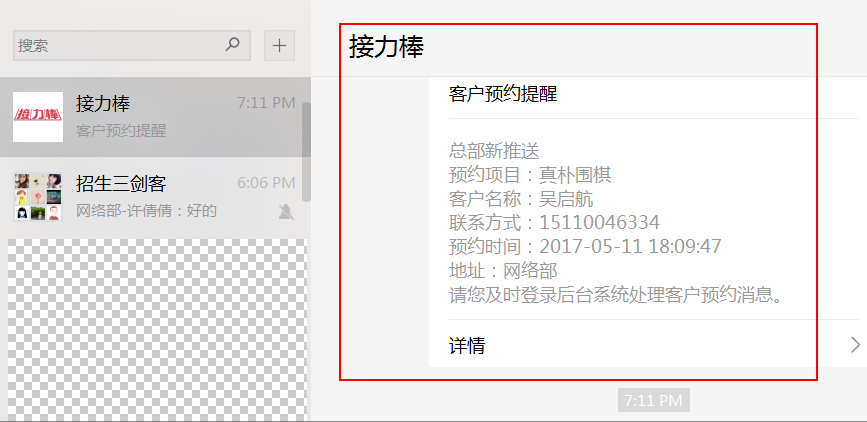 搜索
接力棒
接力棒
7:11 PM
客户预约提醒
招生三剑客
6:06 PM
网络部-许倩倩：好的
接力棒
客户预约提醒
总部新推送
预约项目：真朴围棋
客户名称：吴启航
联系方式：15110046334
预约时间：2017-05-11 18:09:47
地址：网络部
请您及时登录后台系统处理客户预约消息。
详情
7:11 PM